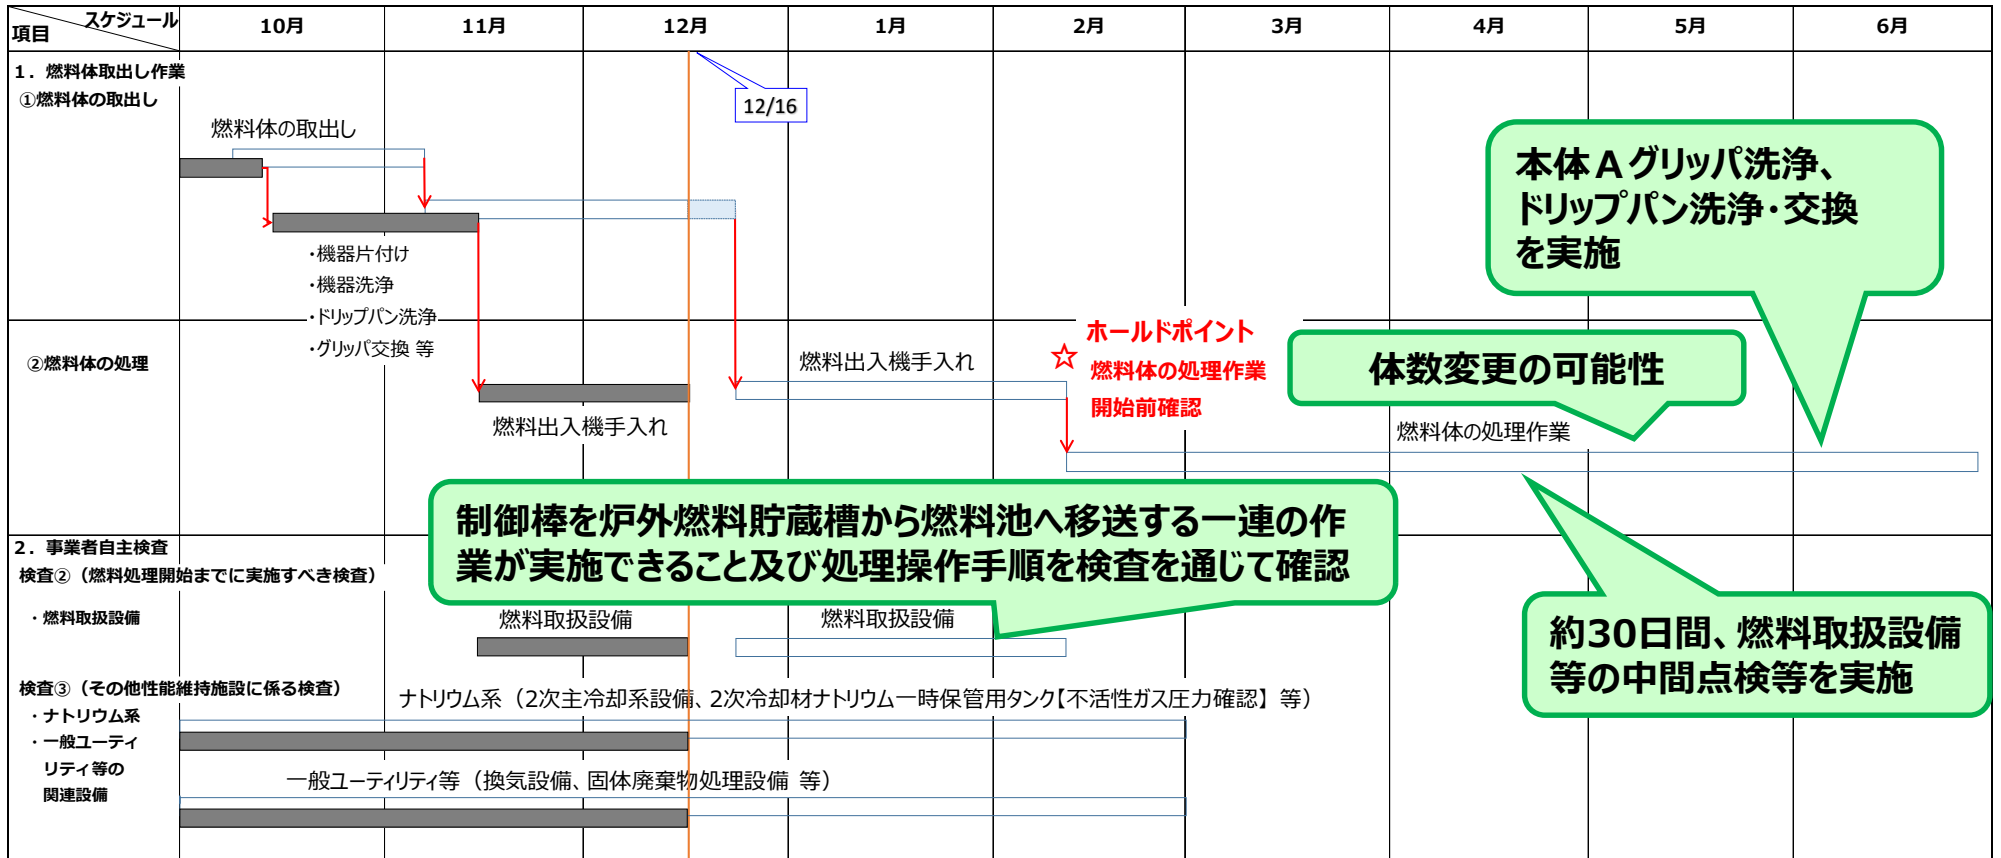 スケジュール
項目
10月
11月
12月
1月
2月
3月
4月
5月
6月
1．燃料体取出し作業
①燃料体の取出し
12/16
燃料体の取出し
本体Aグリッパ洗浄、
ドリップパン洗浄・交換
を実施
・機器片付け
・機器洗浄
・ドリップパン洗浄
・グリッパ交換 等
②燃料体の処理
燃料出入機手入れ
燃料出入機手入れ
☆
ホールドポイント
燃料体の処理作業
開始前確認
体数変更の可能性
燃料体の処理作業
制御棒を炉外燃料貯蔵槽から燃料池へ移送する一連の作
業が実施できること及び処理操作手順を検査を通じて確認
2．事業者自主検査
検査②（燃料処理開始までに実施すべき検査）
・燃料取扱設備
燃料取扱設備
燃料取扱設備
約30日間、燃料取扱設備
等の中間点検等を実施
検査③（その他性能維持施設に係る検査）
・ナトリウム系
・一般ユーティ
リティ等の
関連設備
ナトリウム系（2次主冷却系設備、2次冷却材ナトリウム一時保管用タンク【不活性ガス圧力確認】 等）
一般ユーティリティ等（換気設備、固体廃棄物処理設備 等）